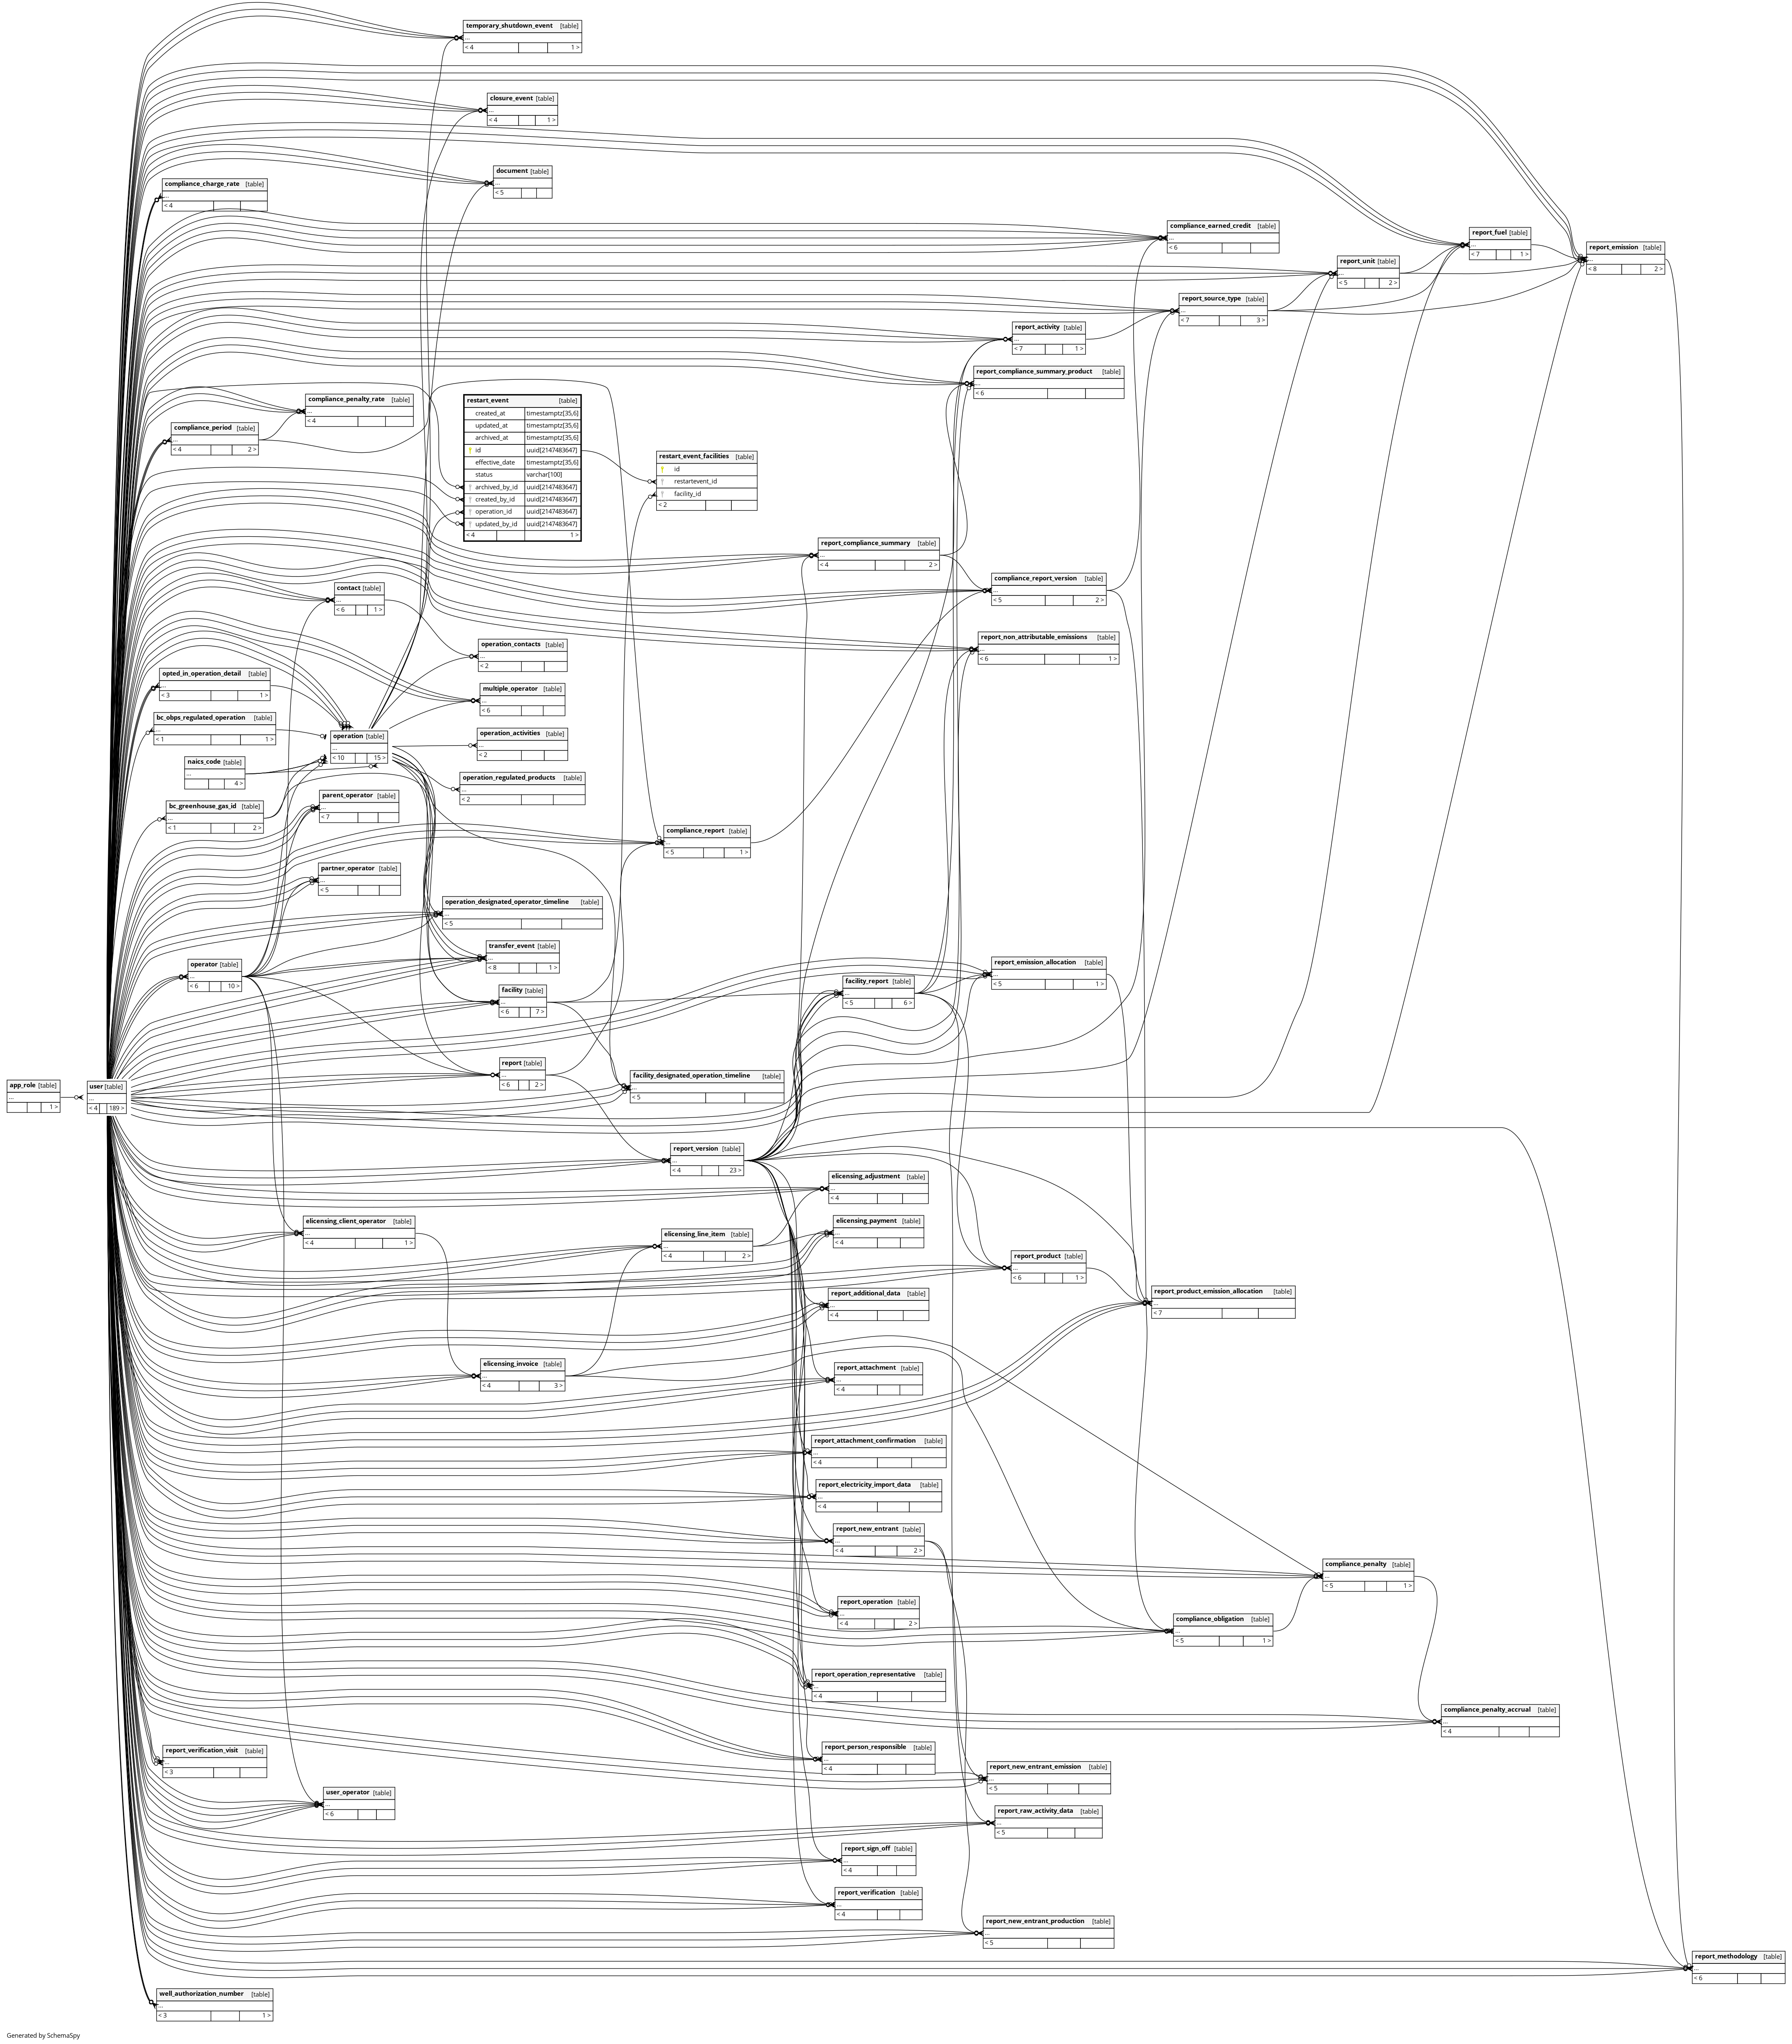 temporary_shutdown_event [table]
...
< 4 1 >
closure_event [table]
...
< 4 1 >
document [table]
...
< 5
compliance_charge_rate [table]
...
< 4
compliance_earned_credit [table]
...
< 6
report_fuel [table]
...
< 7 1 >
report_emission [table]
...
< 8 2 >
report_unit [table]
...
< 5 2 >
report_source_type [table]
...
< 7 3 >
report_activity [table]
...
< 7 1 >
report_compliance_summary_product [table]
...
< 6
compliance_penalty_rate [table]
...
< 4
compliance_period [table]
...
< 4 2 >
restart_event [table]
created_at timestamptz[35,6]
updated_at timestamptz[35,6]
archived_at timestamptz[35,6]
id uuid[2147483647]
effective_date timestamptz[35,6]
status varchar[100]
archived_by_id uuid[2147483647]
created_by_id uuid[2147483647]
operation_id uuid[2147483647]
updated_by_id uuid[2147483647]
< 4 1 >
restart_event_facilities [table]
id
restartevent_id
facility_id
< 2
report_compliance_summary [table]
...
< 4 2 >
compliance_report_version [table]
...
< 5 2 >
contact [table]
...
< 6 1 >
report_non_attributable_emissions [table]
...
< 6 1 >
operation_contacts [table]
...
< 2
opted_in_operation_detail [table]
...
< 3 1 >
multiple_operator [table]
...
< 6
bc_obps_regulated_operation [table]
...
< 1 1 >
operation [table]
...
< 10 15 >
operation_activities [table]
...
< 2
naics_code [table]
...
4 >
operation_regulated_products [table]
...
< 2
parent_operator [table]
...
< 7
bc_greenhouse_gas_id [table]
...
< 1 2 >
compliance_report [table]
...
< 5 1 >
partner_operator [table]
...
< 5
operation_designated_operator_timeline [table]
...
< 5
transfer_event [table]
...
< 8 1 >
operator [table]
...
< 6 10 >
report_emission_allocation [table]
...
< 5 1 >
facility_report [table]
...
< 5 6 >
facility [table]
...
< 6 7 >
report [table]
...
< 6 2 >
facility_designated_operation_timeline [table]
...
< 5
app_role [table]
...
1 >
user [table]
...
< 4 189 >
report_version [table]
...
< 4 23 >
elicensing_adjustment [table]
...
< 4
elicensing_client_operator [table]
...
< 4 1 >
elicensing_payment [table]
...
< 4
elicensing_line_item [table]
...
< 4 2 >
report_product [table]
...
< 6 1 >
report_product_emission_allocation [table]
...
< 7
report_additional_data [table]
...
< 4
elicensing_invoice [table]
...
< 4 3 >
report_attachment [table]
...
< 4
report_attachment_confirmation [table]
...
< 4
report_electricity_import_data [table]
...
< 4
report_new_entrant [table]
...
< 4 2 >
compliance_penalty [table]
...
< 5 1 >
report_operation [table]
...
< 4 2 >
compliance_obligation [table]
...
< 5 1 >
report_operation_representative [table]
...
< 4
compliance_penalty_accrual [table]
...
< 4
report_verification_visit [table]
...
< 3
report_person_responsible [table]
...
< 4
report_new_entrant_emission [table]
...
< 5
user_operator [table]
...
< 6
report_raw_activity_data [table]
...
< 5
report_sign_off [table]
...
< 4
report_verification [table]
...
< 4
report_new_entrant_production [table]
...
< 5
report_methodology [table]
...
< 6
well_authorization_number [table]
...
< 3 1 >
Generated by SchemaSpy